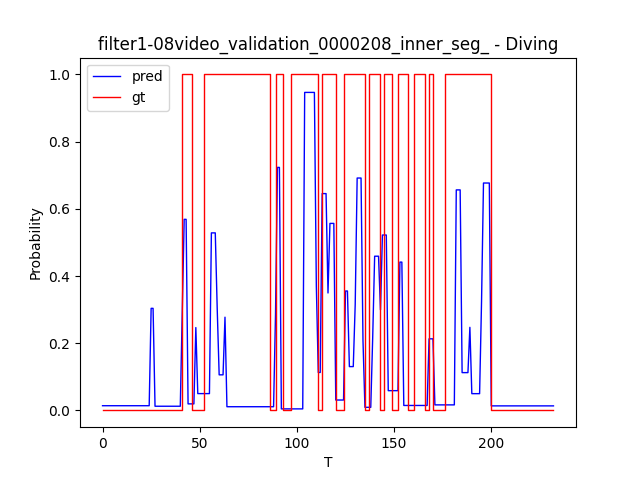 filter1-08video_validation_0000208_inner_seg_ - Diving
pred
gt
1.0
0.8
0.6
0.4
0.2
0.0
Probability
0
50
100
150
200
T